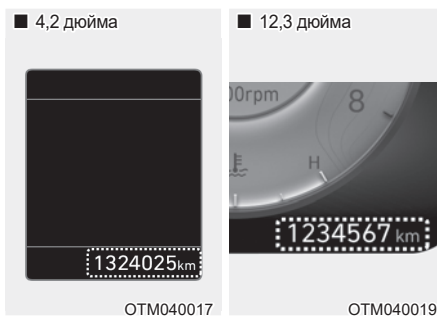 ■ 4,2 дюйма
1324025km
OTM040017
■ 12,3 дюйма
00rpm
8
H
1234567 km
OTM040019